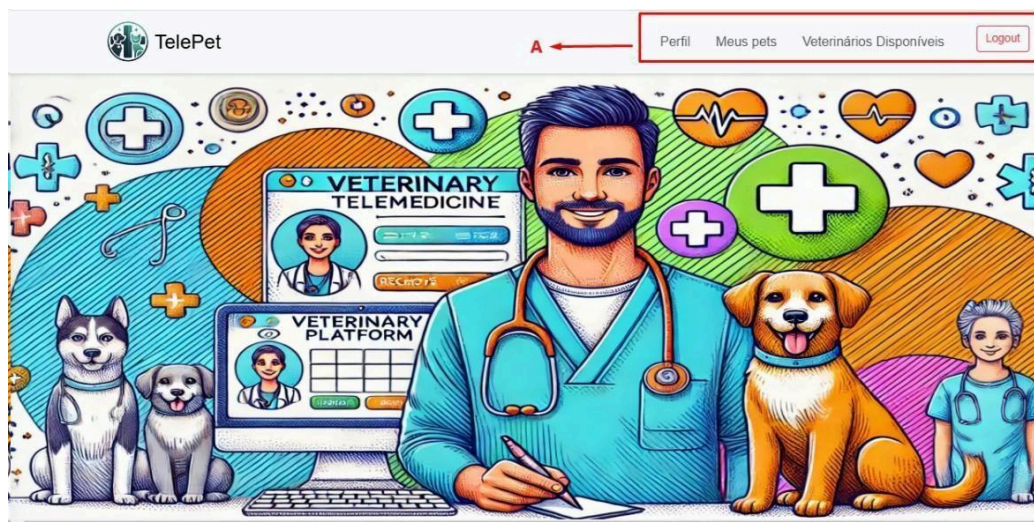 TelePet
A
Perfil Meus pets Veterinários Disponíveis Logout
VETERINARY
TELEMEDICINE
VETERINARY
PLATFORM